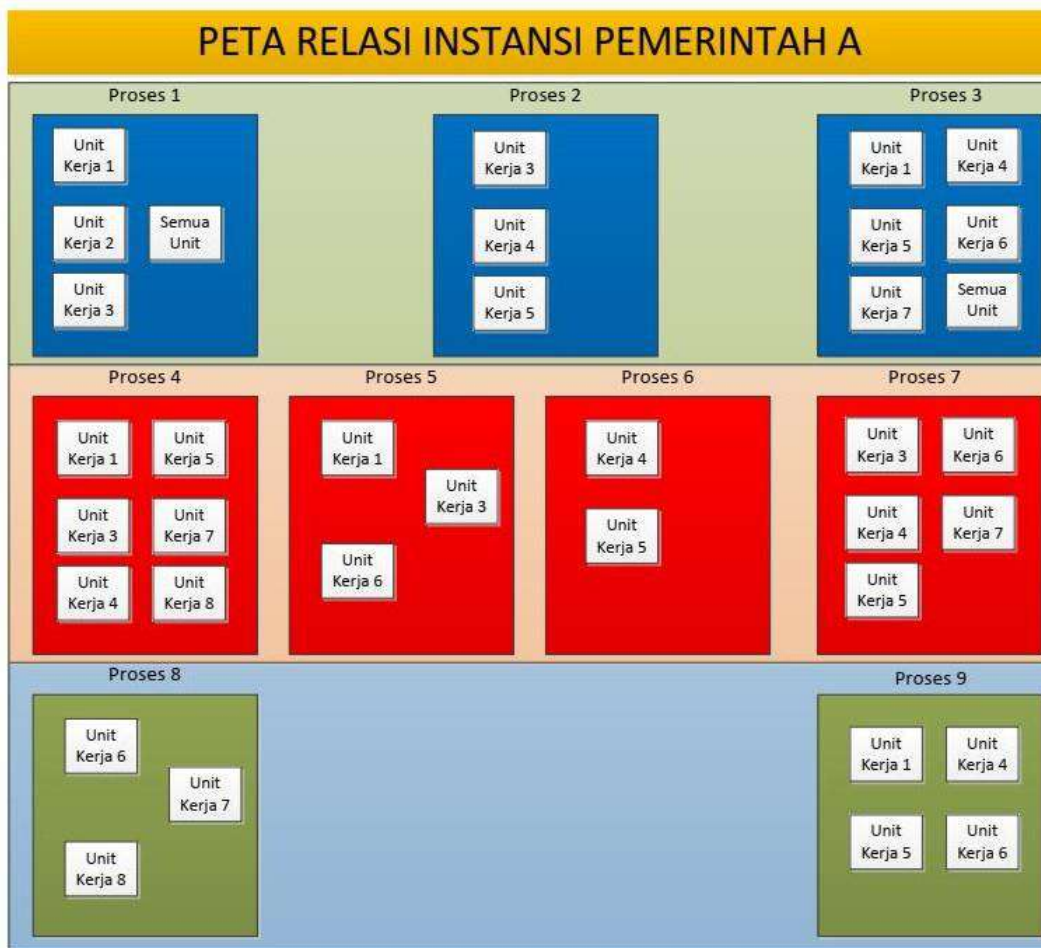 PETA RELASI INSTANSI PEMERINTAH A
Proses 1
Unit
Kerja 1
Unit
Kerja 2
Semua
Unit
Unit
Kerja 3
Proses 2
Unit
Kerja 3
Unit
Kerja 4
Unit
Kerja 5
Proses 3
Unit
Kerja 1
Unit
Kerja 4
Unit
Kerja 5
Unit
Kerja 6
Unit
Kerja 7
Semua
Unit
Proses 4
Unit
Kerja 1
Unit
Kerja 5
Unit
Kerja 3
Unit
Kerja 7
Unit
Kerja 4
Unit
Kerja 8
Proses 5
Unit
Kerja 1
Unit
Kerja 3
Unit
Kerja 6
Proses 6
Unit
Kerja 4
Unit
Kerja 5
Proses 7
Unit
Kerja 3
Unit
Kerja 6
Unit
Kerja 4
Unit
Kerja 7
Unit
Kerja 5
Proses 8
Unit
Kerja 6
Unit
Kerja 7
Unit
Kerja 8
Proses 9
Unit
Kerja 1
Unit
Kerja 4
Unit
Kerja 5
Unit
Kerja 6